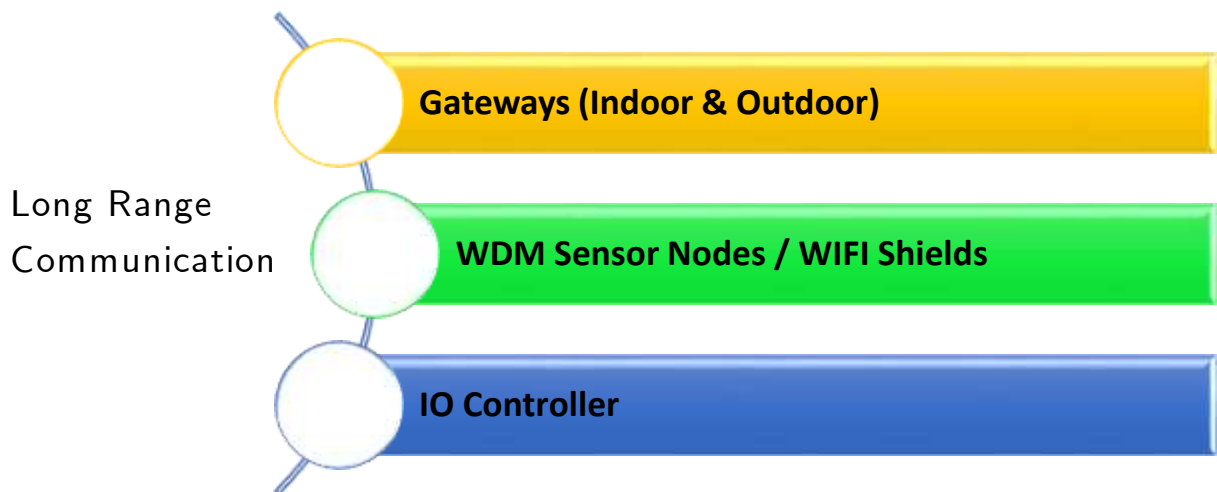 Gateways (Indoor & Outdoor)
Long Range
Communication
WDM Sensor Nodes / WIFI Shields
IO Controller